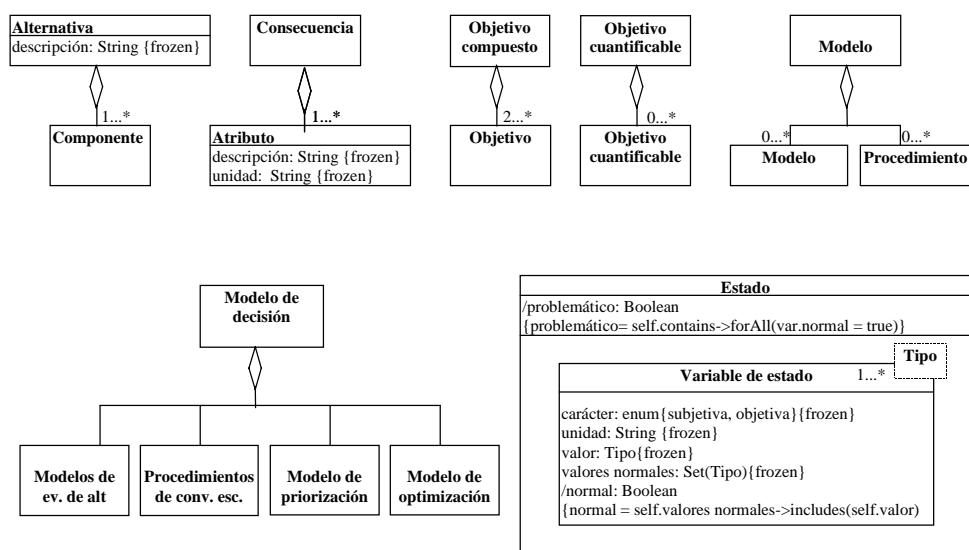 Alternativa
descripción: String {frozen}
1...*
Componente
Consecuencia
1...*
Atributo
descripción: String {frozen}
unidad: String {frozen}
Objetivo
compuesto
2...*
Objetivo
Objetivo
cuantificable
0...*
Objetivo
cuantificable
Modelo
0...*
0...*
Modelo
Procedimiento
Modelo de
decisión
Modelos de
ev. de alt
Procedimientos
de conv. esc.
Modelo de
priorización
Modelo de
optimización
Estado
/problemático: Boolean
{problemático= self.contains->forAll(var.normal = true)}
Tipo
Variable de estado
1...*
carácter: enum{subjetiva, objetiva}{frozen}
unidad: String {frozen}
valor: Tipo{frozen}
valores normales: Set(Tipo){frozen}
/normal: Boolean
{normal = self.valores normales->includes(self.valor)